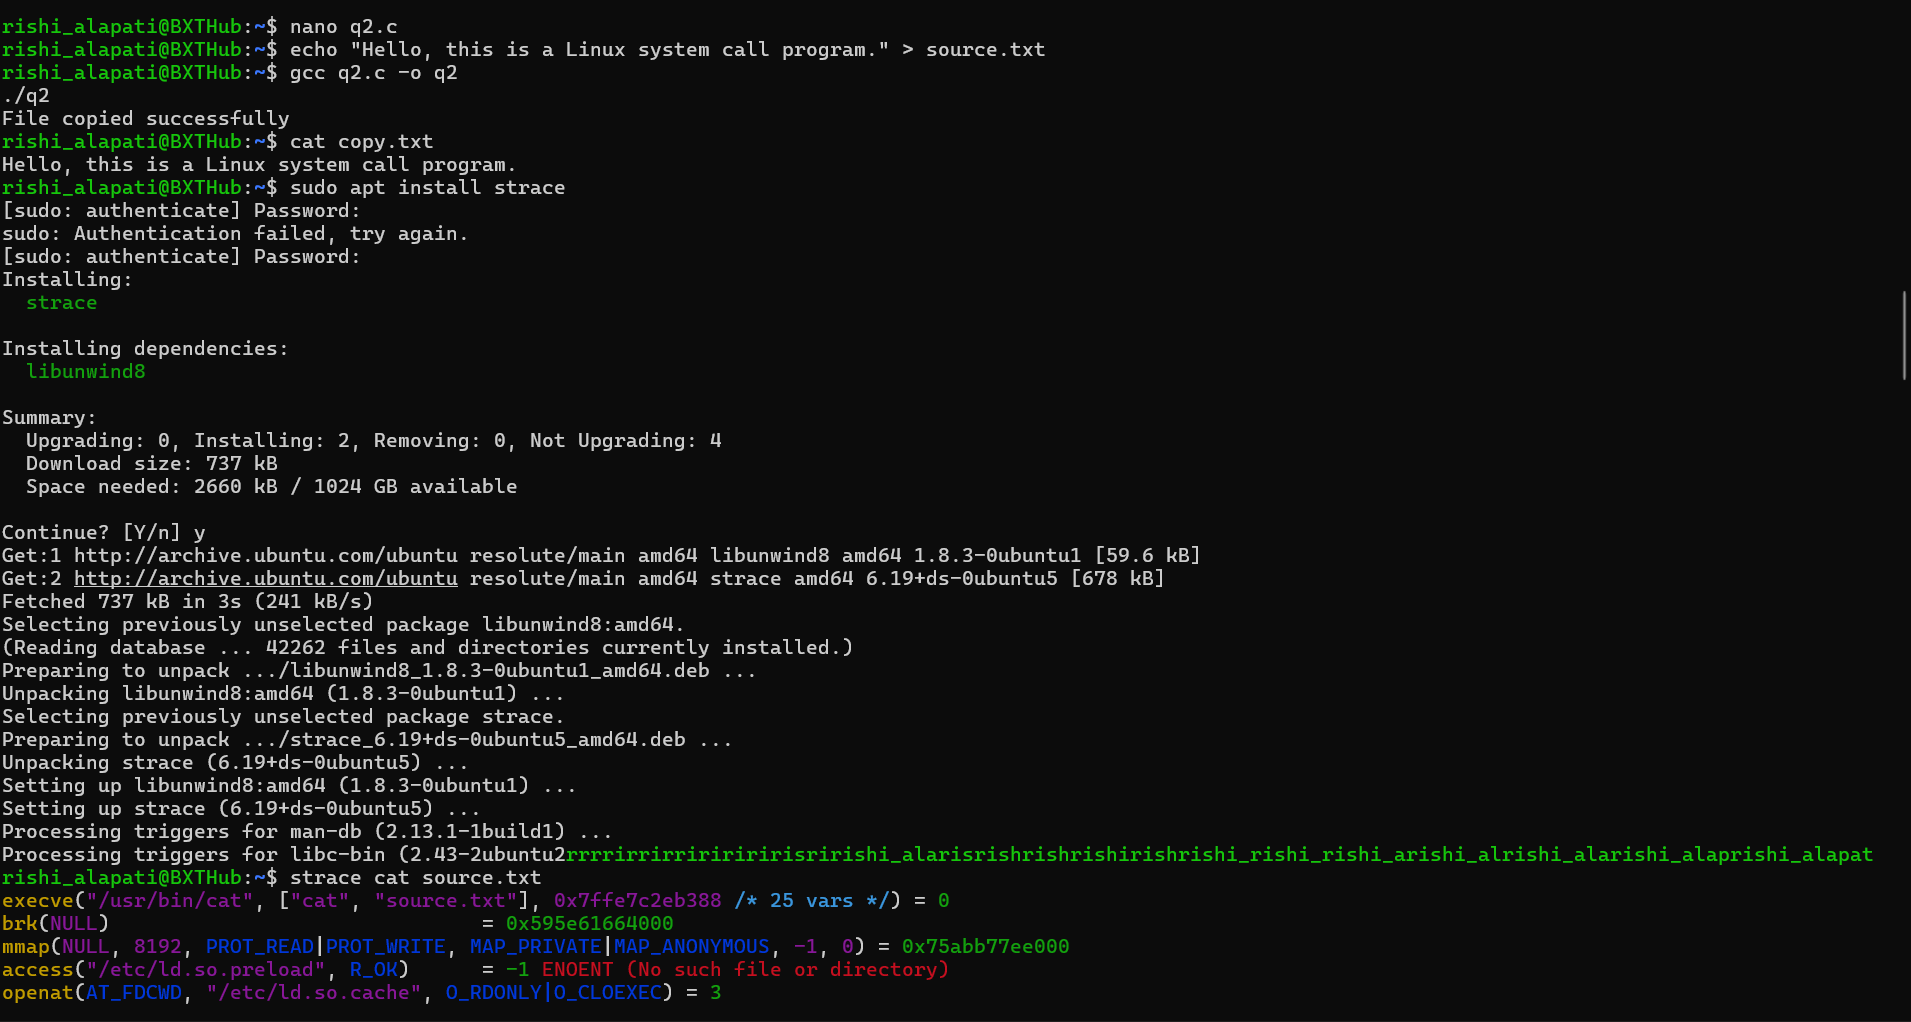 rishi_alapati@BXTHub:~$ nano q2.c
rishi_alapati@BXTHub:~$ echo "Hello, this is a Linux system call program." > source.txt
rishi_alapati@BXTHub:~$ gcc q2.c -o q2
./q2
File copied successfully
rishi_alapati@BXTHub:~$ cat copy.txt
Hello, this is a Linux system call program.
rishi_alapati@BXTHub:~$ sudo apt install strace
[sudo: authenticate] Password:
sudo: Authentication failed, try again.
[sudo: authenticate] Password:
Installing:
  strace

Installing dependencies:
  libunwind8

Summary:
  Upgrading: 0, Installing: 2, Removing: 0, Not Upgrading: 4
  Download size: 737 kB
  Space needed: 2660 kB / 1024 GB available

Continue? [Y/n] y
Get:1 http://archive.ubuntu.com/ubuntu resolute/main amd64 libunwind8 amd64 1.8.3-0ubuntu1 [59.6 kB]
Get:2 http://archive.ubuntu.com/ubuntu resolute/main amd64 strace amd64 6.19+ds-0ubuntu5 [678 kB]
Fetched 737 kB in 3s (241 kB/s)
Selecting previously unselected package libunwind8:amd64.
(Reading database ... 42262 files and directories currently installed.)
Preparing to unpack .../libunwind8_1.8.3-0ubuntu1_amd64.deb ...
Unpacking libunwind8:amd64 (1.8.3-0ubuntu1) ...
Selecting previously unselected package strace.
Preparing to unpack .../strace_6.19+ds-0ubuntu5_amd64.deb ...
Unpacking strace (6.19+ds-0ubuntu5) ...
Setting up libunwind8:amd64 (1.8.3-0ubuntu1) ...
Setting up strace (6.19+ds-0ubuntu5) ...
Processing triggers for man-db (2.13.1-1build1) ...
Processing triggers for libc-bin (2.43-2ubuntu2rrrrirrirriririririsririshi_alarisrishrishrishirishrishi_rishi_rishi_arishi_alrishi_alarishi_alaprishi_alapat
rishi_alapati@BXTHub:~$ strace cat source.txt
execve("/usr/bin/cat", ["cat", "source.txt"], 0x7ffe7c2eb388 /* 25 vars */) = 0
brk(NULL)                               = 0x595e61664000
mmap(NULL, 8192, PROT_READ|PROT_WRITE, MAP_PRIVATE|MAP_ANONYMOUS, -1, 0) = 0x75abb77ee000
access("/etc/ld.so.preload", R_OK)      = -1 ENOENT (No such file or directory)
openat(AT_FDCWD, "/etc/ld.so.cache", O_RDONLY|O_CLOEXEC) = 3